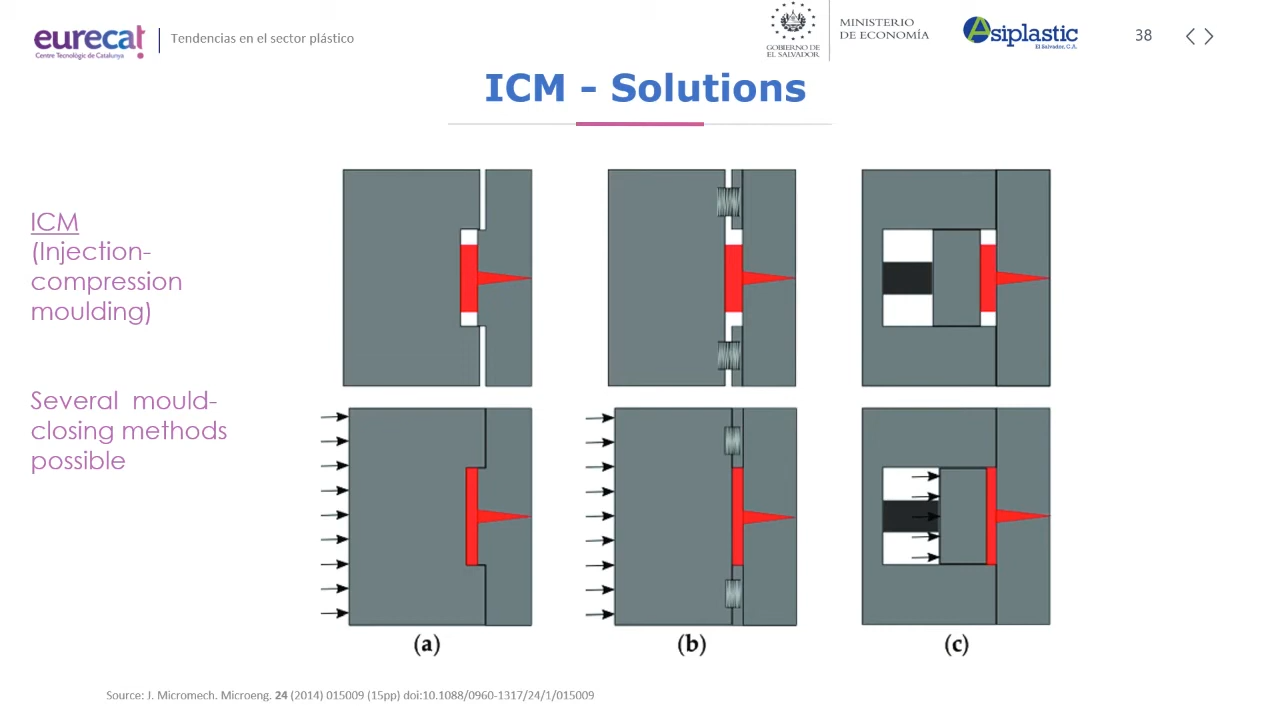 eurecat
Centre Tecnològic de Catalunya
Tendencias en el sector plástico
GOBIERNO DE
EL SALVADOR
MINISTERIO
DE ECONOMÍA
Asiplastic
El Salvador, C.A.
38
ICM - Solutions
ICM
(Injection-
compression
moulding)
Several mould-
closing methods
possible
(a)
(b)
(c)
Source: J. Micromech. Microeng. 24 (2014) 015009 (15pp) doi:10.1088/0960-1317/24/1/015009